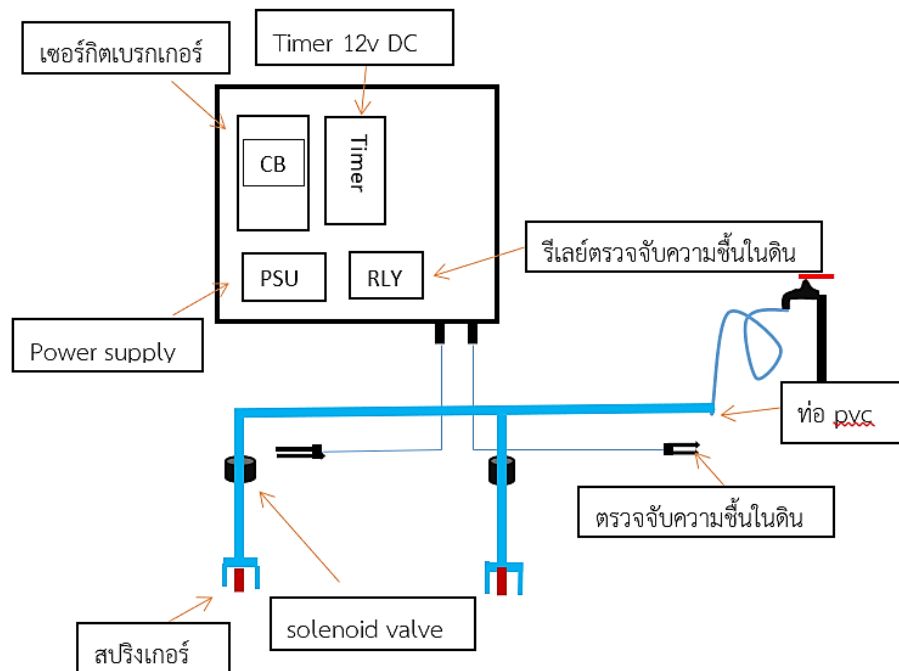 เซอร์กิตเบรกเกอร์
Timer 12v DC
CB
Timer
รีเลย์ตรวจจับความชื้นในดิน
PSU
RLY
Power supply
ท่อ pvc
ตรวจจับความชื้นในดิน
solenoid valve
สปริงเกอร์